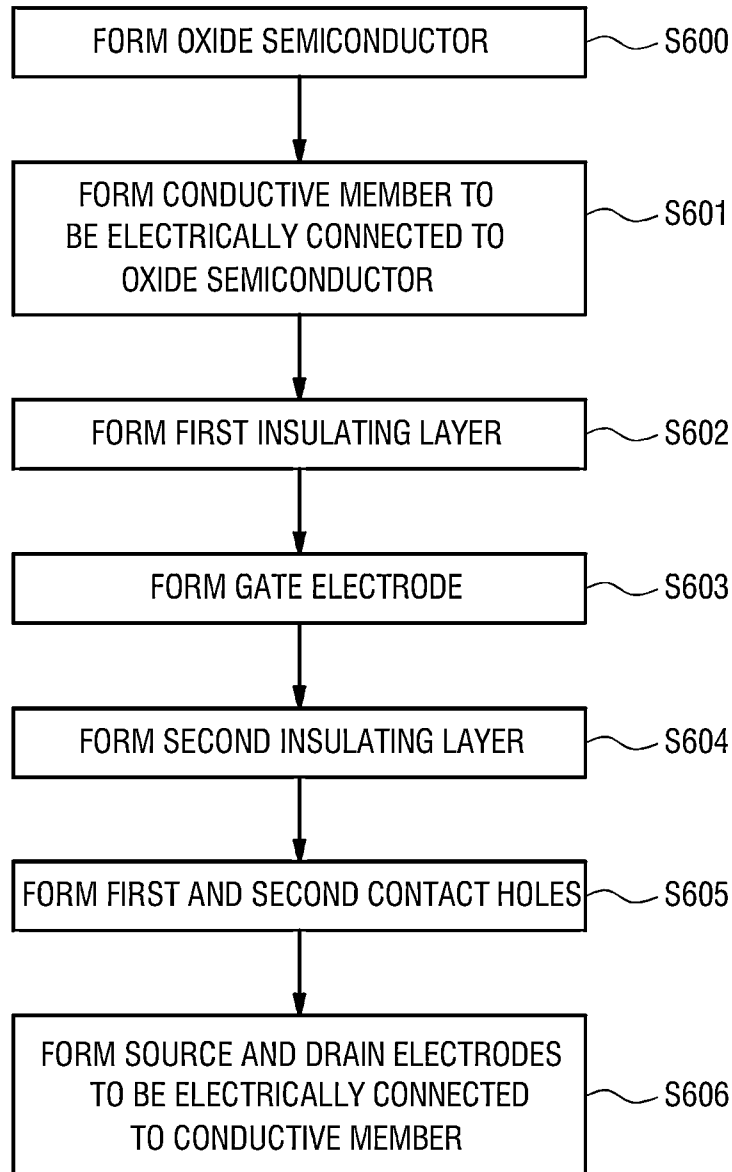 FORM OXIDE SEMICONDUCTOR
S600
FORM CONDUCTIVE MEMBER TO
BE ELECTRICALLY CONNECTED TO
OXIDE SEMICONDUCTOR
S601
FORM FIRST INSULATING LAYER
S602
FORM GATE ELECTRODE
S603
FORM SECOND INSULATING LAYER
S604
FORM FIRST AND SECOND CONTACT HOLES
S605
FORM SOURCE AND DRAIN ELECTRODES
TO BE ELECTRICALLY CONNECTED
TO CONDUCTIVE MEMBER
S606